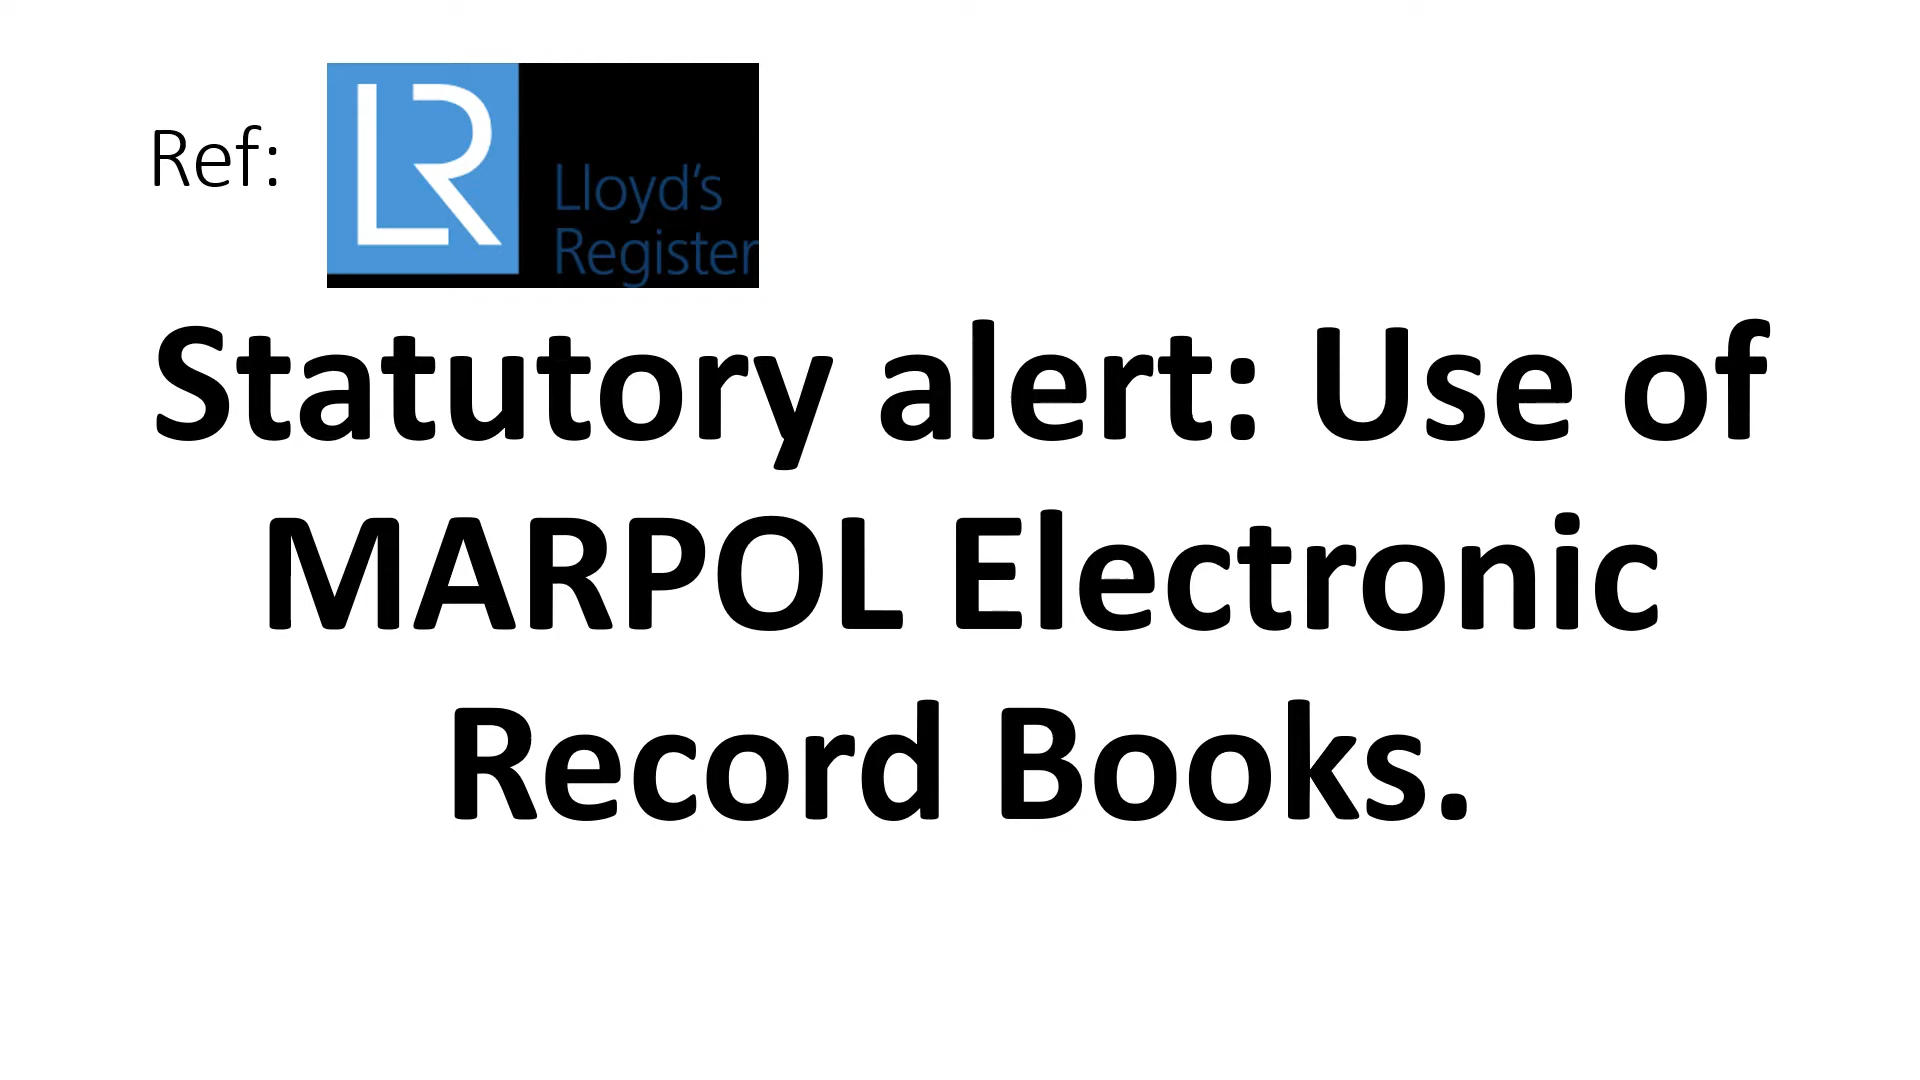 Ref:
LR
Lloyd's
Register
Statutory alert: Use of
MARPOL Electronic
Record Books.